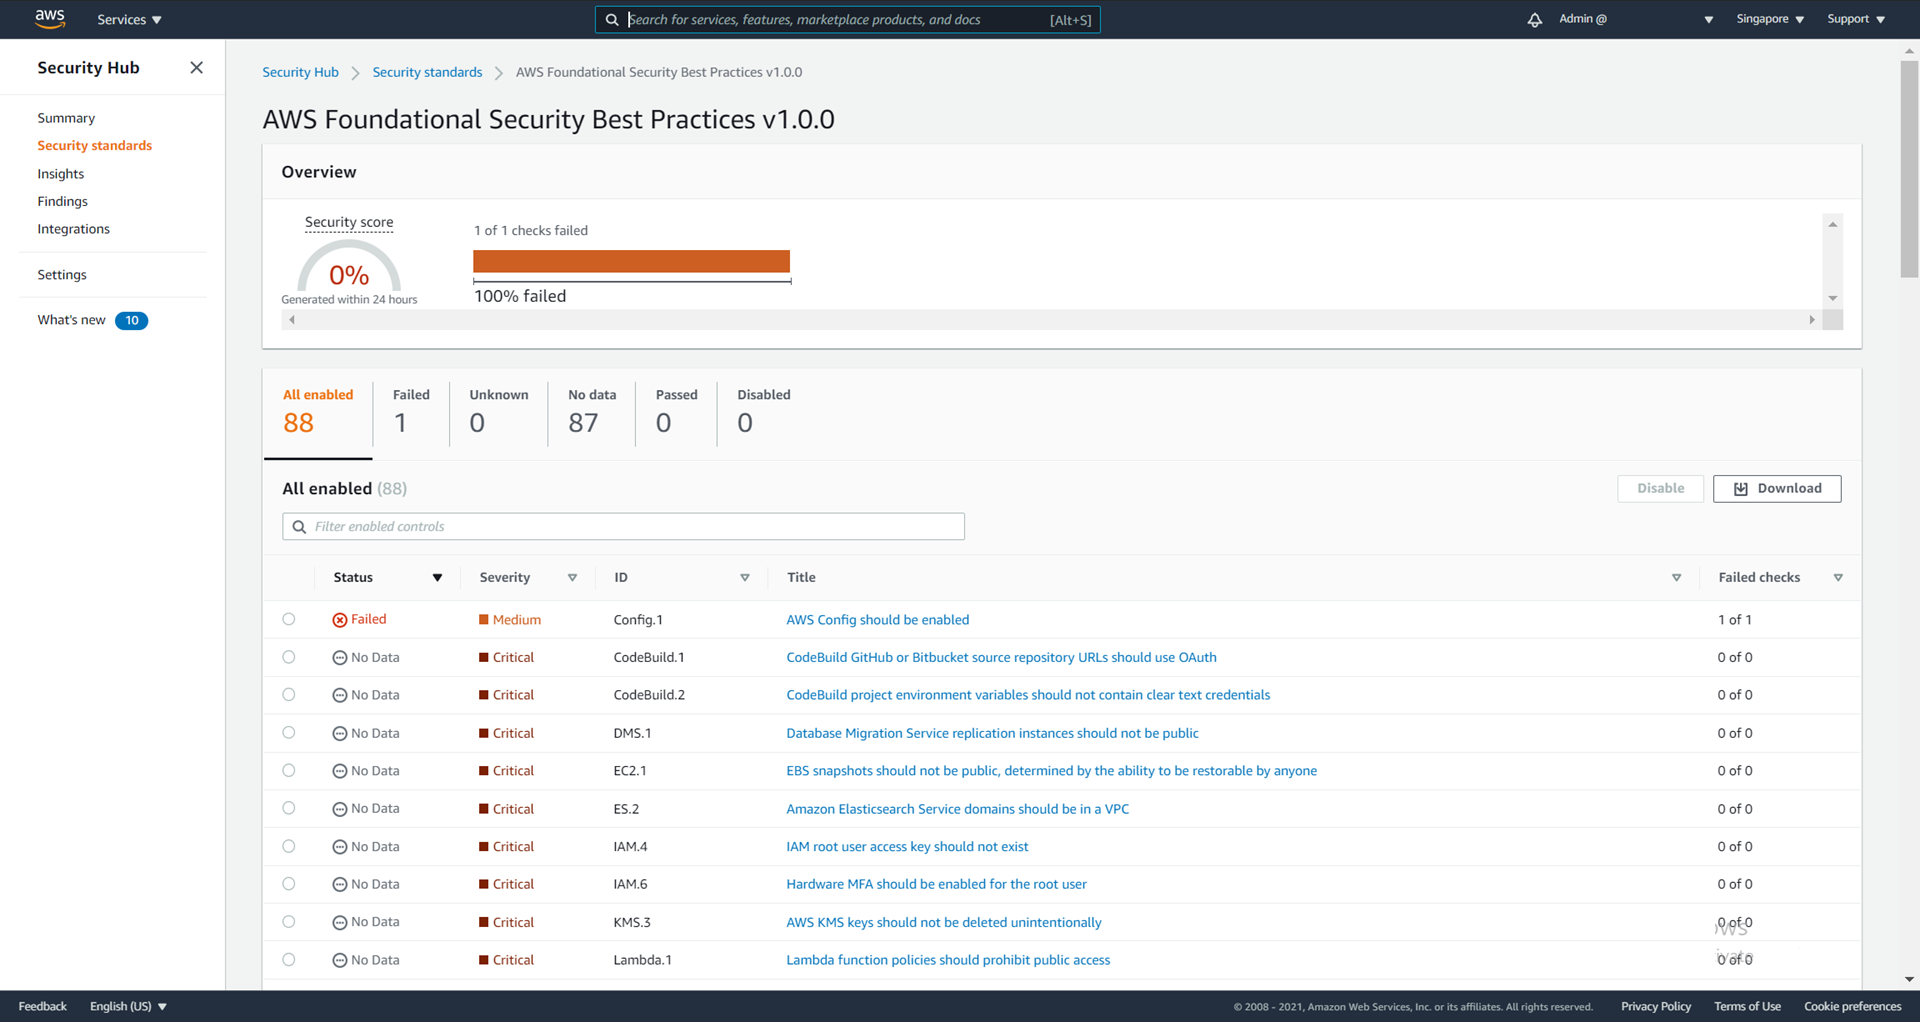 aws Services ▼ Search for services, features, marketplace products, and docs [Alt+S] Admin @ ▼ Singapore ▼ Support ▼
Security Hub
Summary
Security standards
Insights
Findings
Integrations
Settings
What's new 10
Security Hub > Security standards > AWS Foundational Security Best Practices v1.0.0
AWS Foundational Security Best Practices v1.0.0
Overview
Security score
0%
Generated within 24 hours
1 of 1 checks failed
100% failed
All enabled Failed Unknown No data Passed Disabled
88 1 0 87 0 0
All enabled (88) Disable Download
Filter enabled controls
Status Severity ID Title Failed checks
Failed Medium Config.1 AWS Config should be enabled 1 of 1
No Data Critical CodeBuild.1 CodeBuild GitHub or Bitbucket source repository URLs should use OAuth 0 of 0
No Data Critical CodeBuild.2 CodeBuild project environment variables should not contain clear text credentials 0 of 0
No Data Critical DMS.1 Database Migration Service replication instances should not be public 0 of 0
No Data Critical EC2.1 EBS snapshots should not be public, determined by the ability to be restorable by anyone 0 of 0
No Data Critical ES.2 Amazon Elasticsearch Service domains should be in a VPC 0 of 0
No Data Critical IAM.4 IAM root user access key should not exist 0 of 0
No Data Critical IAM.6 Hardware MFA should be enabled for the root user 0 of 0
No Data Critical KMS.3 AWS KMS keys should not be deleted unintentionally 0 of 0
No Data Critical Lambda.1 Lambda function policies should prohibit public access 0 of 0
Feedback English (US) ▼ © 2008 - 2021, Amazon Web Services, Inc. or its affiliates. All rights reserved. Privacy Policy Terms of Use Cookie preferences